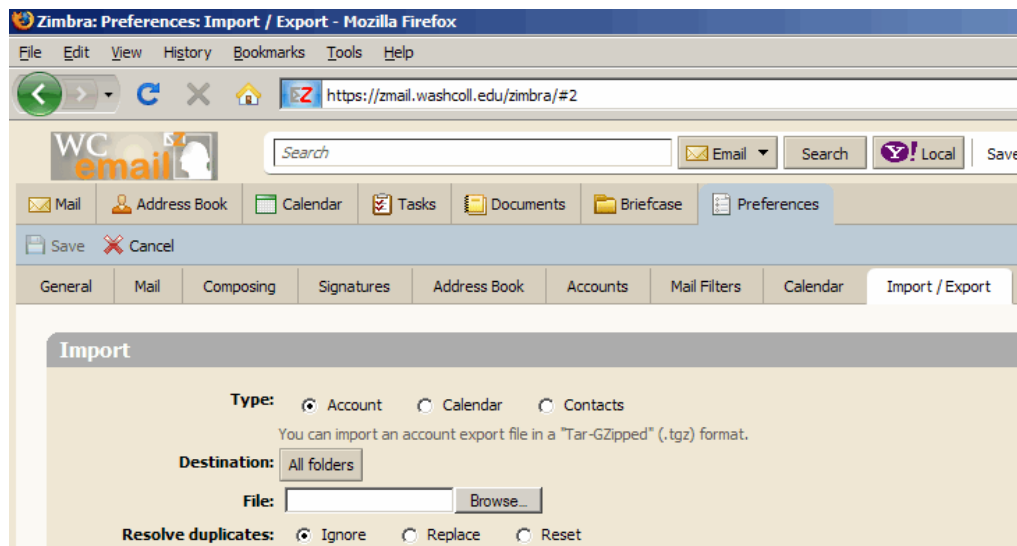 Zimbra: Preferences: Import / Export - Mozilla Firefox
File Edit View History Bookmarks Tools Help
Z https://zmail.washcoll.edu/zimbra/#2
WC email Z
Search Email Search Y! Local Save
Mail Address Book Calendar Tasks Documents Briefcase Preferences
Save Cancel
General Mail Composing Signatures Address Book Accounts Mail Filters Calendar Import / Export
Import
Type: Account Calendar Contacts
You can import an account export file in a "Tar-GZipped" (.tgz) format.
Destination: All folders
File: Browse...
Resolve duplicates: Ignore Replace Reset